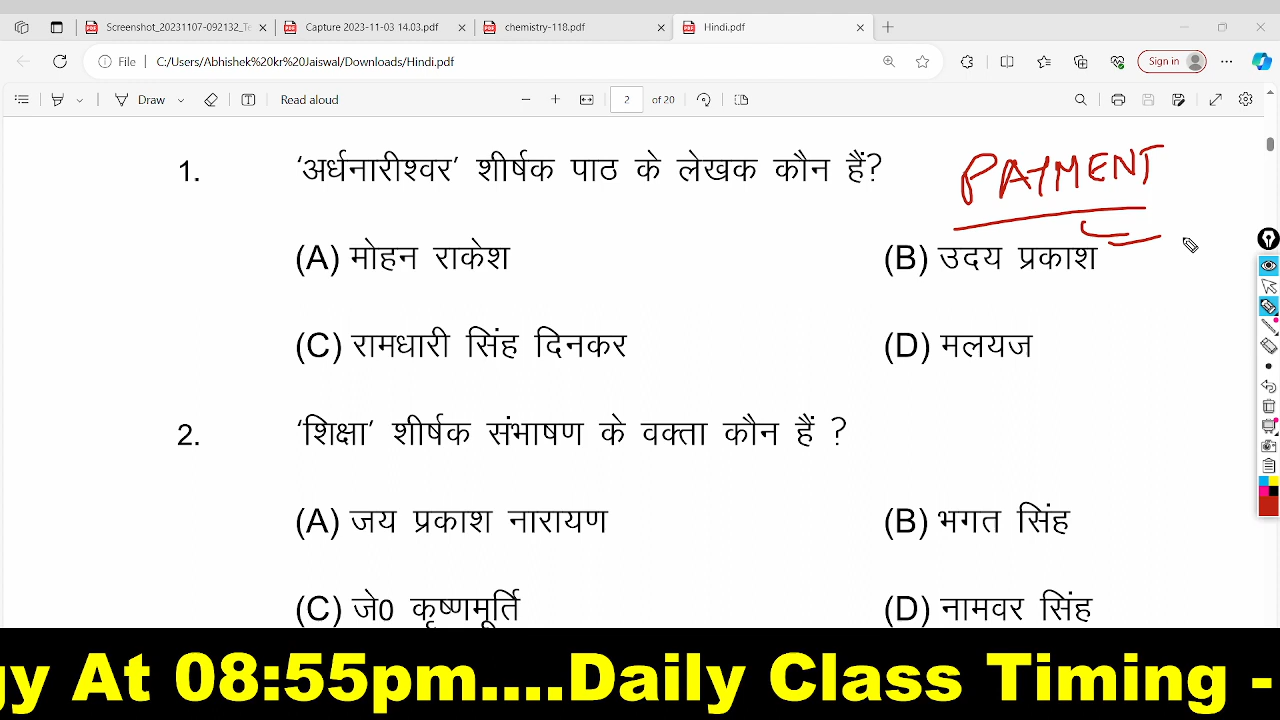 Screenshot_20231107-092132_Te
Capture 2023-11-03 14.03.pdf
chemistry-118.pdf
Hindi.pdf
File C:/Users/Abhishek%20kr%20Jaiswal/Downloads/Hindi.pdf
Sign in
Draw
Read aloud
2 of 20
1. ‘अर्धनारीश्वर’ शीर्षक पाठ के लेखक कौन हैं?
PAYMENT
(A) मोहन राकेश (B) उदय प्रकाश
(C) रामधारी सिंह दिनकर (D) मलयज
2. ‘शिक्षा’ शीर्षक संभाषण के वक्ता कौन हैं ?
(A) जय प्रकाश नारायण (B) भगत सिंह
(C) जे0 कृष्णमूर्ति (D) नामवर सिंह
gy At 08:55pm....Daily Class Timing -